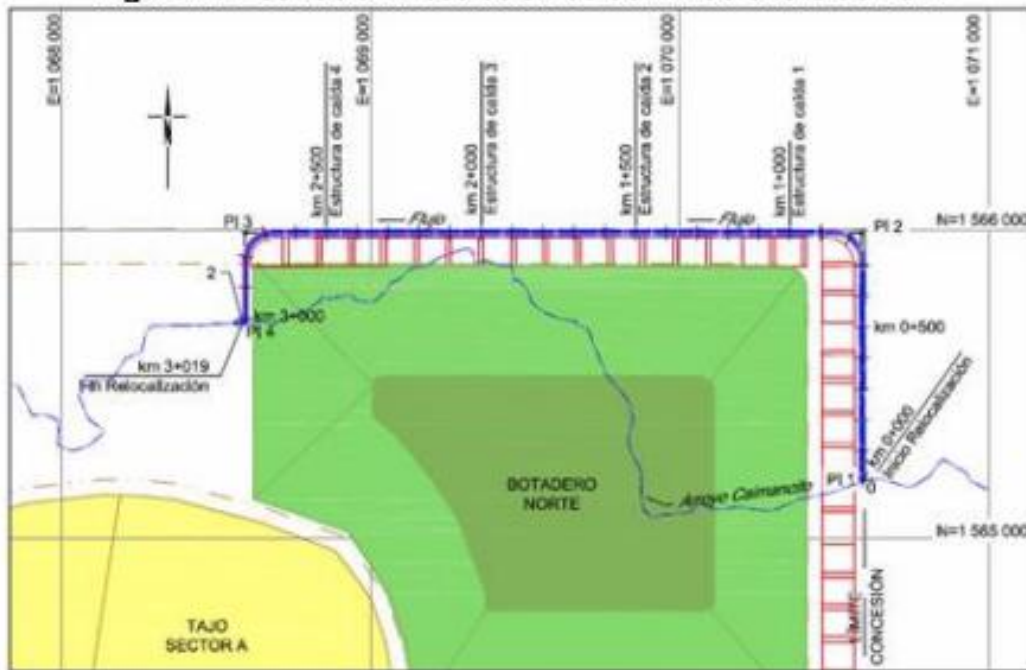 E=1 068 000
E=1 069 000
E=1 070 000
E=1 071 000
km 2+500
Estructura de caída 4
km 2+000
Estructura de caída 3
km 1+500
Estructura de caída 2
km 1+000
Estructura de caída 1
PI 3
Flujo
Flujo
PI 2
N=1 566 000
2
km 3+000
PI 4
km 0+500
km 3+019
Fin Relocalización
km 0+000
Inicio Relocalización
PI 1
0
BOTADERO
NORTE
Arroyo Caimancito
N=1 565 000
LIMITE
CONCESIÓN
TAJO
SECTOR A